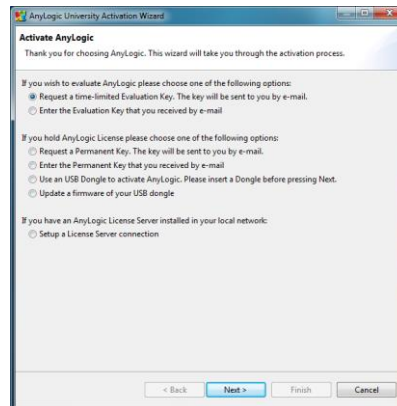 AnyLogic University Activation Wizard
Activate AnyLogic
Thank you for choosing AnyLogic. This wizard will take you through the activation process.
If you wish to evaluate AnyLogic please choose one of the following options:
Request a time-limited Evaluation Key. The key will be sent to you by e-mail.
Enter the Evaluation Key that you received by e-mail
If you hold AnyLogic License please choose one of the following options:
Request a Permanent Key. The key will be sent to you by e-mail.
Enter the Permanent Key that you received by e-mail
Use an USB Dongle to activate AnyLogic. Please insert a Dongle before pressing Next.
Update a firmware of your USB dongle
If you have an AnyLogic License Server installed in your local network:
Setup a License Server connection
< Back Next > Finish Cancel